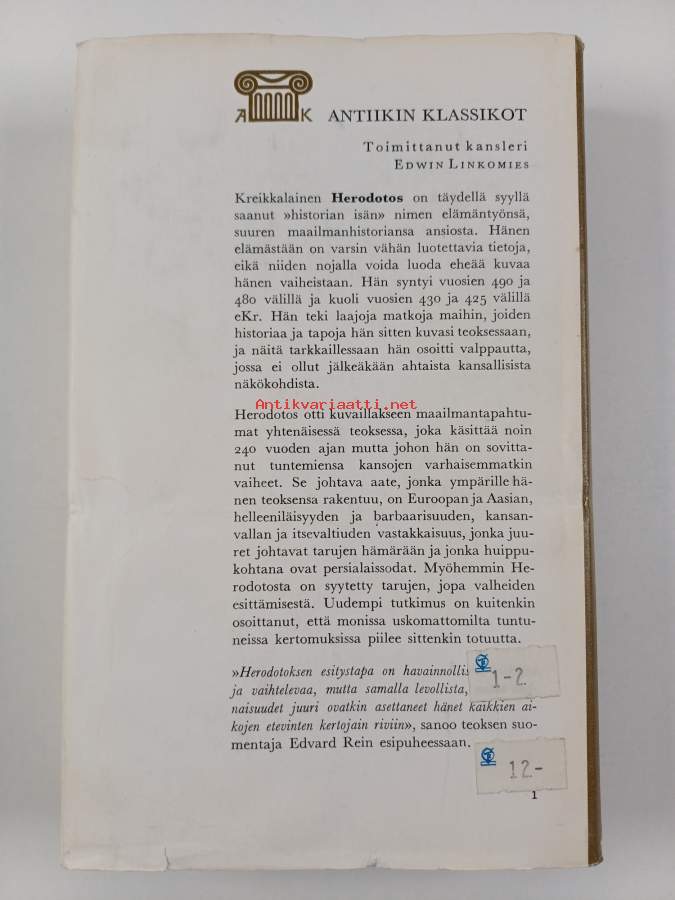 A K
ANTIIKIN KLASSIKOT
Toimittanut kansleri
EDWIN LINKOMIES
Kreikkalainen Herodotos on täydellä syyllä
saanut »historian isän» nimen elämäntyönsä,
suuren maailmanhistoriansa ansiosta. Hänen
elämästään on varsin vähän luotettavia tietoja,
eikä niiden nojalla voida luoda eheää kuvaa
hänen vaiheistaan. Hän syntyi vuosien 490 ja
480 välillä ja kuoli vuosien 430 ja 425 välillä
eKr. Hän teki laajoja matkoja maihin, joiden
historiaa ja tapoja hän sitten kuvasi teoksessaan,
ja näitä tarkkaillessaan hän osoitti valppautta,
jossa ei ollut jälkeäkään ahtaista kansallisista
näkökohdista.
Antikvariaatti.net
Herodotos otti kuvaillakseen maailmantapahtu-
mat yhtenäisessä teoksessa, joka käsittää noin
240 vuoden ajan mutta johon hän on sovitta-
nut tuntemiensa kansojen varhaisemmatkin
vaiheet. Se johtava aate, jonka ympärille hä-
nen teoksensa rakentuu, on Euroopan ja Aasian,
helleeniläisyyden ja barbaarisuuden, kansan-
vallan ja itsevaltiuden vastakkaisuus, jonka juu-
ret johtavat tarujen hämärään ja jonka huippu-
kohtana ovat persialaissodat. Myöhemmin He-
rodotosta on syytetty tarujen, jopa valheiden
esittämisestä. Uudempi tutkimus on kuitenkin
osoittanut, että monissa uskomattomilta tuntu-
neissa kertomuksissa piilee sittenkin totuutta.
»Herodotoksen esitystapa on havainnollis
ja vaihtelevaa, mutta samalla levollista,
1-2
naisuudet juuri ovatkin asettaneet hänet kaikkien ai-
kojen etevinten kertojain riviin», sanoo teoksen suo-
mentaja Edvard Rein esipuheessaan.
12-
1